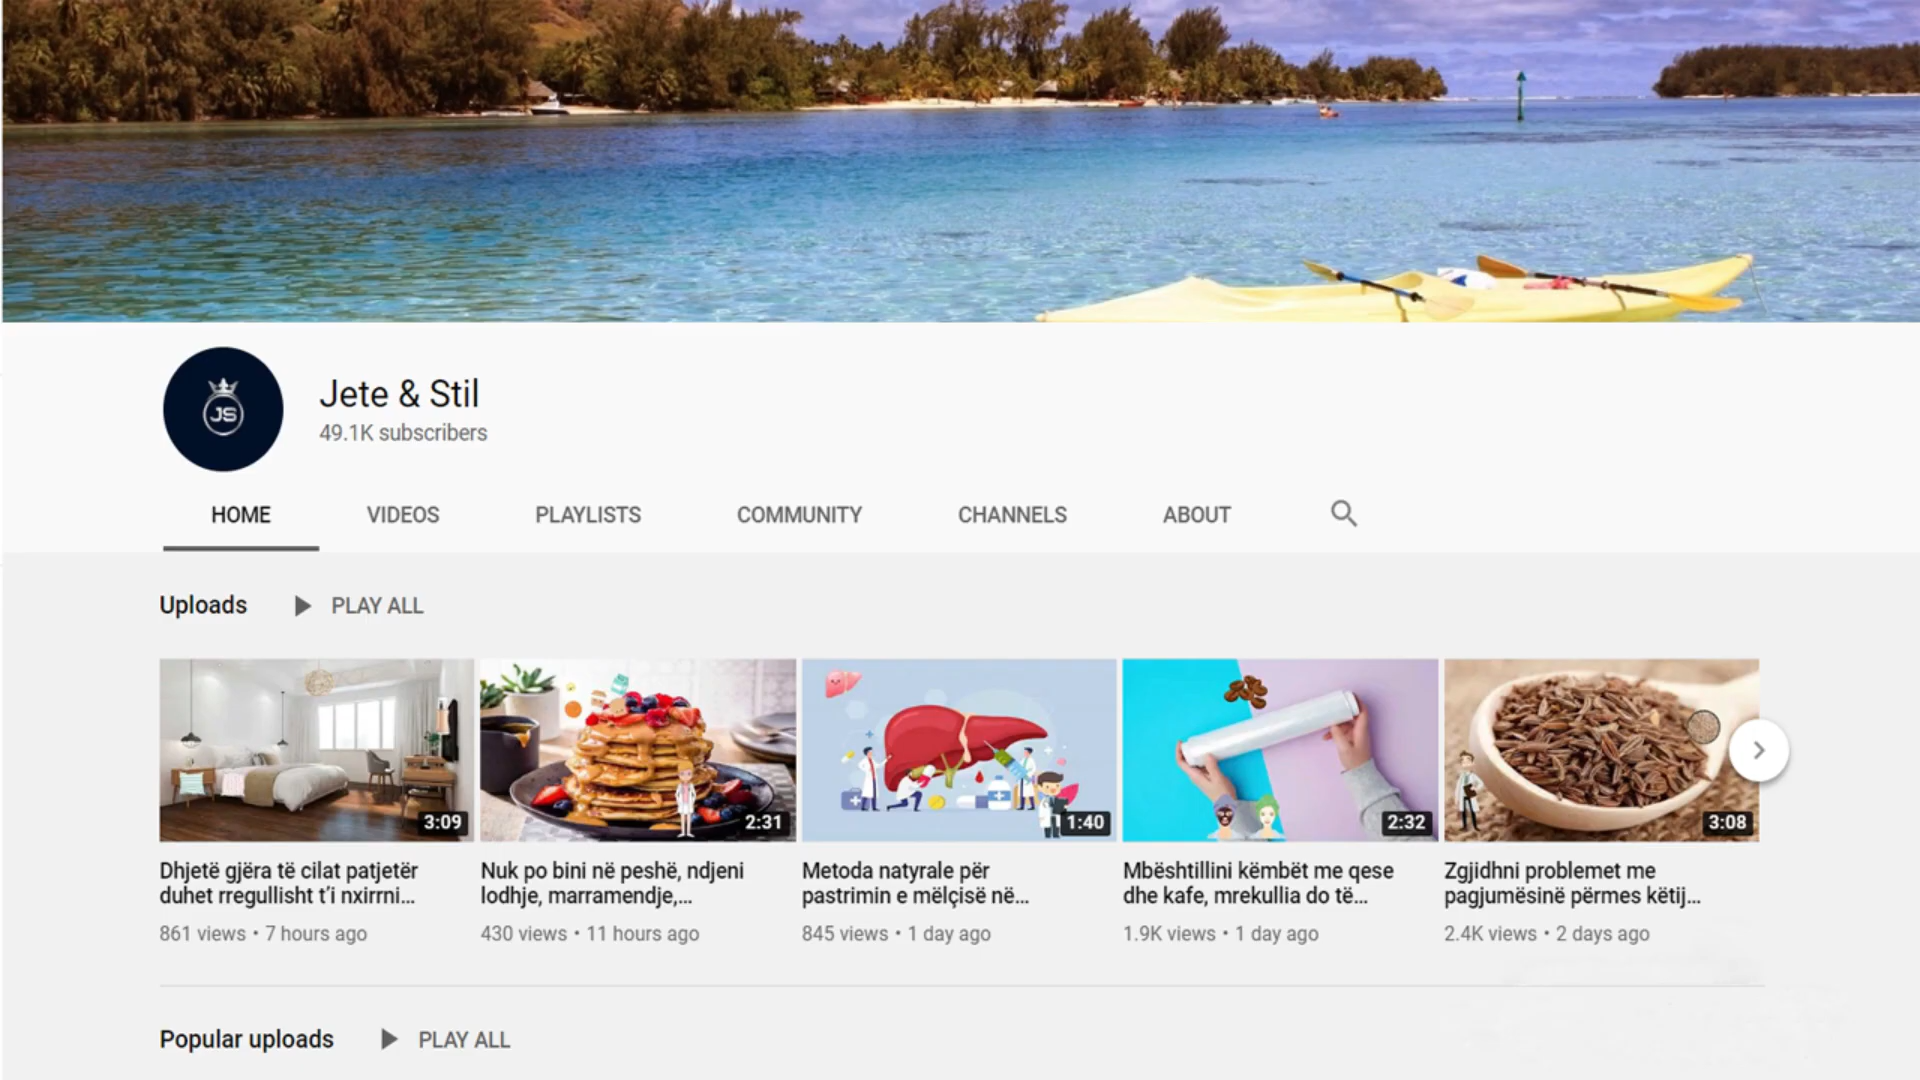 JS
Jete & Stil
49.1K subscribers
HOME VIDEOS PLAYLISTS COMMUNITY CHANNELS ABOUT
Uploads PLAY ALL
3:09 2:31 1:40 2:32 3:08
Dhjetë gjëra të cilat patjetër
duhet rregullisht t'i nxirrni...
861 views • 7 hours ago
Nuk po bini në peshë, ndjeni
lodhje, marramendje,...
430 views • 11 hours ago
Metoda natyrale për
pastrimin e mëlçisë në...
845 views • 1 day ago
Mbështillini këmbët me qese
dhe kafe, mrekullia do të...
1.9K views • 1 day ago
Zgjidhni problemet me
pagjumësinë përmes këtij...
2.4K views • 2 days ago
Popular uploads PLAY ALL